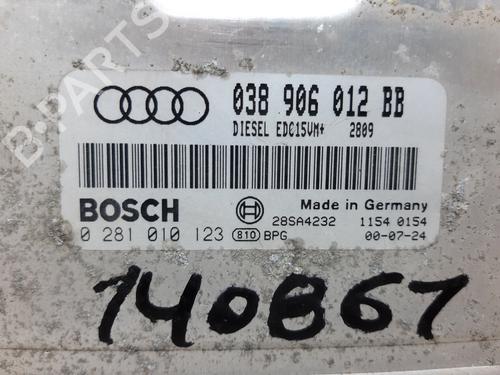 B-PARTS
038 906 012 BB
DIESEL EDC15VM+ 2809
BOSCH
Made in Germany
28SA4232 1154 0154
0 281 010 123 810 BPG 00-07-24
140861